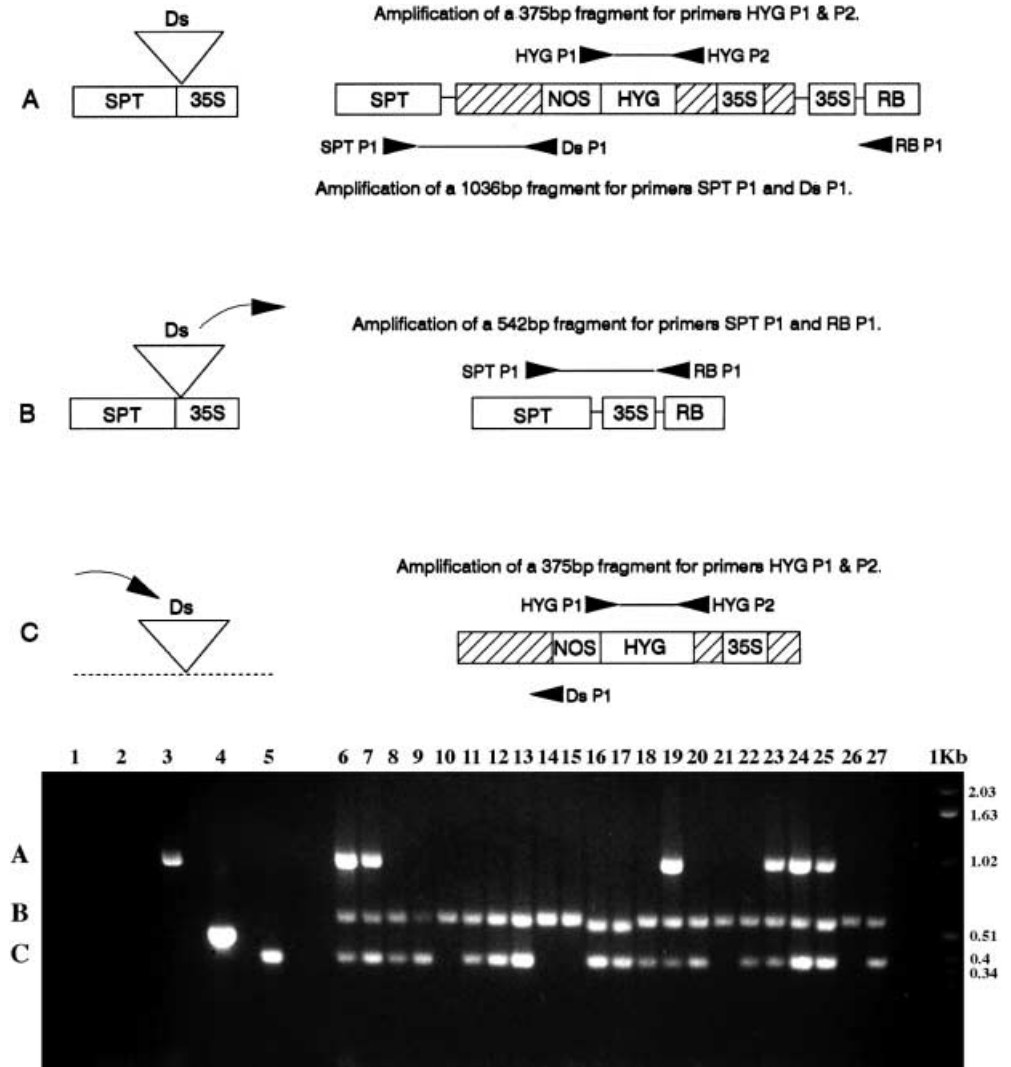 Ds
Amplification of a 375bp fragment for primers HYG P1 & P2.
HYG P1 HYG P2
A
SPT 35S
SPT NOS HYG 35S 35S RB
SPT P1 Ds P1 RB P1
Amplification of a 1036bp fragment for primers SPT P1 and Ds P1.
Ds
Amplification of a 542bp fragment for primers SPT P1 and RB P1.
SPT P1 RB P1
B
SPT 35S
SPT 35S RB
Amplification of a 375bp fragment for primers HYG P1 & P2.
Ds
HYG P1 HYG P2
C
NOS HYG 35S
Ds P1
1 2 3 4 5 6 7 8 9 10 11 12 13 14 15 16 17 18 19 20 21 22 23 24 25 26 27 1Kb
2.03
1.63
A 1.02
B 0.51
C 0.4
0.34